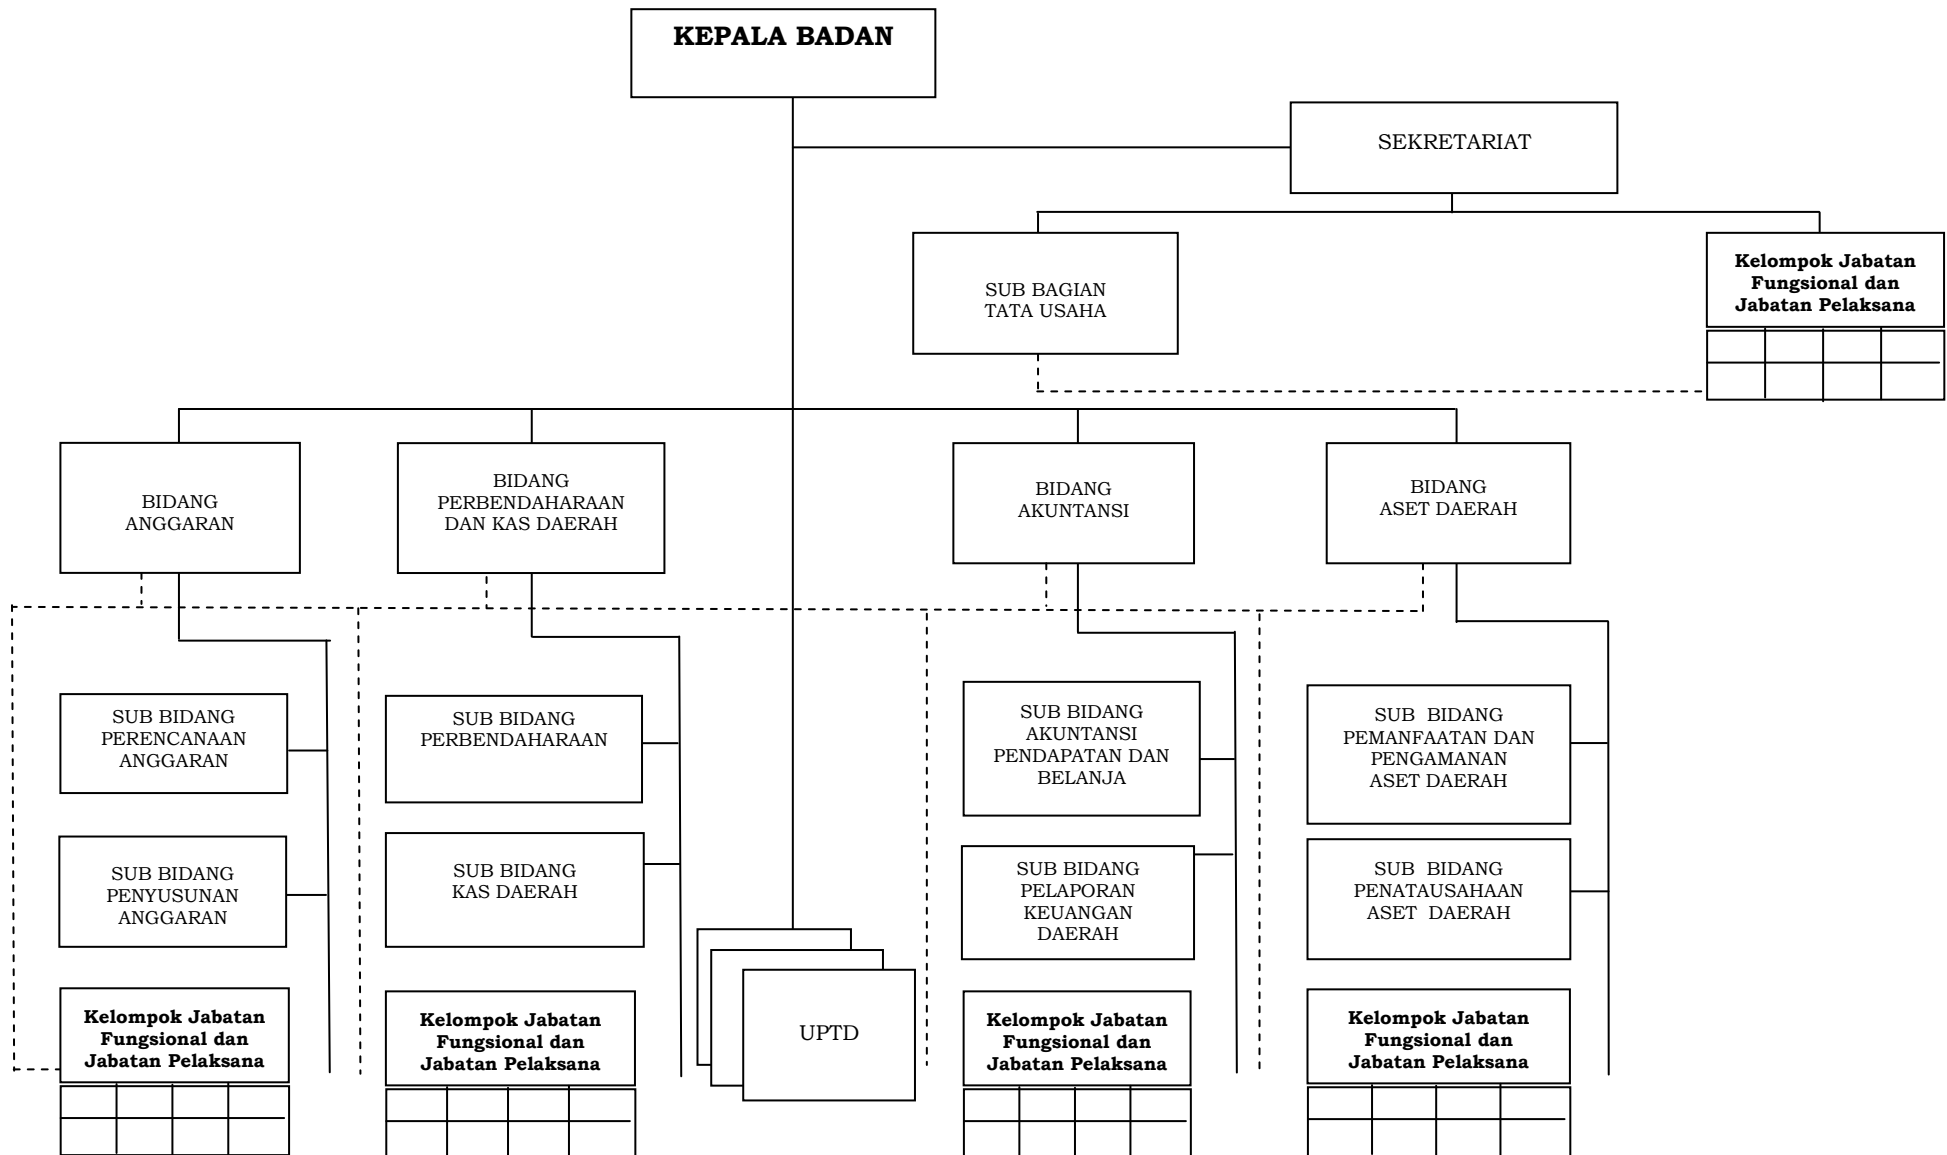 KEPALA BADAN
SEKRETARIAT
SUB BAGIAN
TATA USAHA
Kelompok Jabatan
Fungsional dan
Jabatan Pelaksana
BIDANG
ANGGARAN
BIDANG
PERBENDAHARAAN
DAN KAS DAERAH
BIDANG
AKUNTANSI
BIDANG
ASET DAERAH
SUB BIDANG
PERENCANAAN
ANGGARAN
SUB BIDANG
PERBENDAHARAAN
SUB BIDANG
AKUNTANSI
PENDAPATAN DAN
BELANJA
SUB BIDANG
PEMANFAATAN DAN
PENGAMANAN
ASET DAERAH
SUB BIDANG
PENYUSUNAN
ANGGARAN
SUB BIDANG
KAS DAERAH
SUB BIDANG
PELAPORAN
KEUANGAN
DAERAH
SUB BIDANG
PENATAUSAHAAN
ASET DAERAH
Kelompok Jabatan
Fungsional dan
Jabatan Pelaksana
Kelompok Jabatan
Fungsional dan
Jabatan Pelaksana
UPTD
Kelompok Jabatan
Fungsional dan
Jabatan Pelaksana
Kelompok Jabatan
Fungsional dan
Jabatan Pelaksana